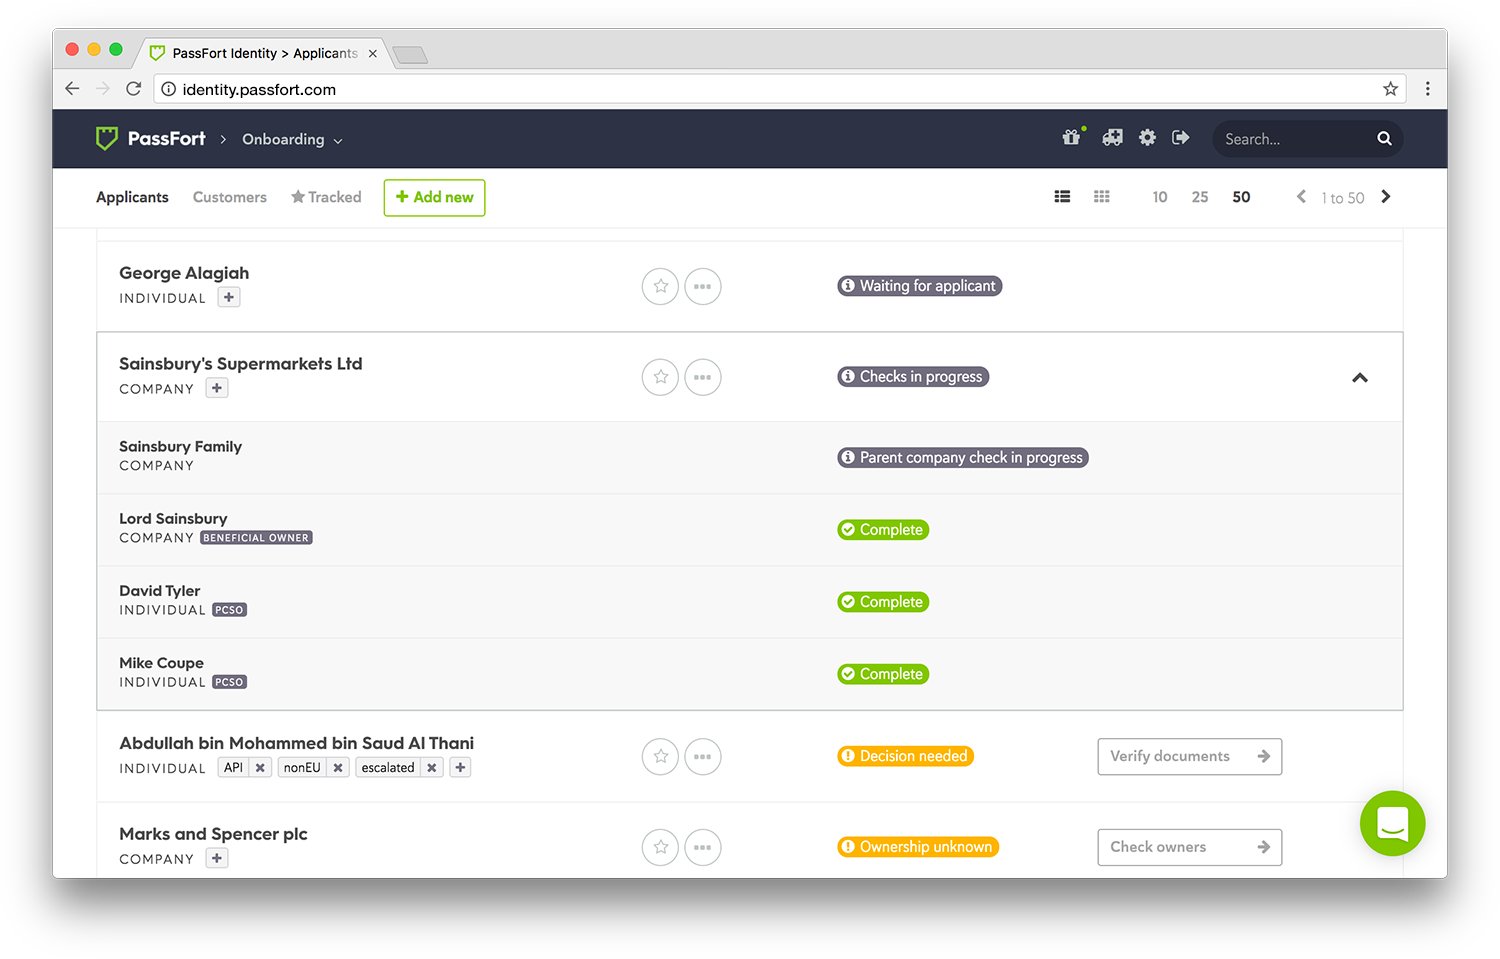 PassFort Identity > Applicants
identity.passfort.com
PassFort > Onboarding
Search...
Applicants Customers Tracked + Add new 10 25 50 1 to 50
George Alagiah
INDIVIDUAL +
Waiting for applicant
Sainsbury's Supermarkets Ltd
COMPANY +
Checks in progress
Sainsbury Family
COMPANY
Parent company check in progress
Lord Sainsbury
COMPANY BENEFICIAL OWNER
Complete
David Tyler
INDIVIDUAL PCSO
Complete
Mike Coupe
INDIVIDUAL PCSO
Complete
Abdullah bin Mohammed bin Saud Al Thani
INDIVIDUAL API × nonEU × escalated × +
Decision needed
Verify documents
Marks and Spencer plc
COMPANY +
Ownership unknown
Check owners